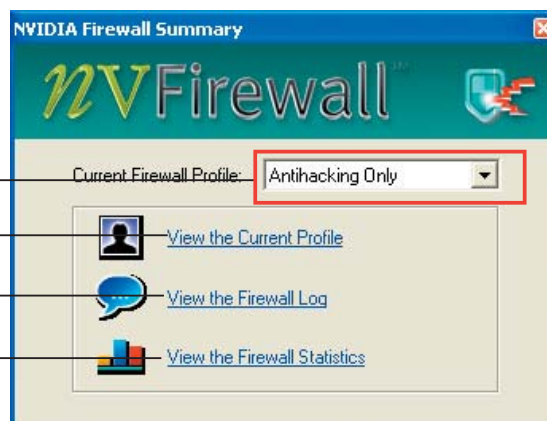 NVIDIA Firewall Summary
nVFirewall™
Current Firewall Profile: Antihacking Only
View the Current Profile
View the Firewall Log
View the Firewall Statistics